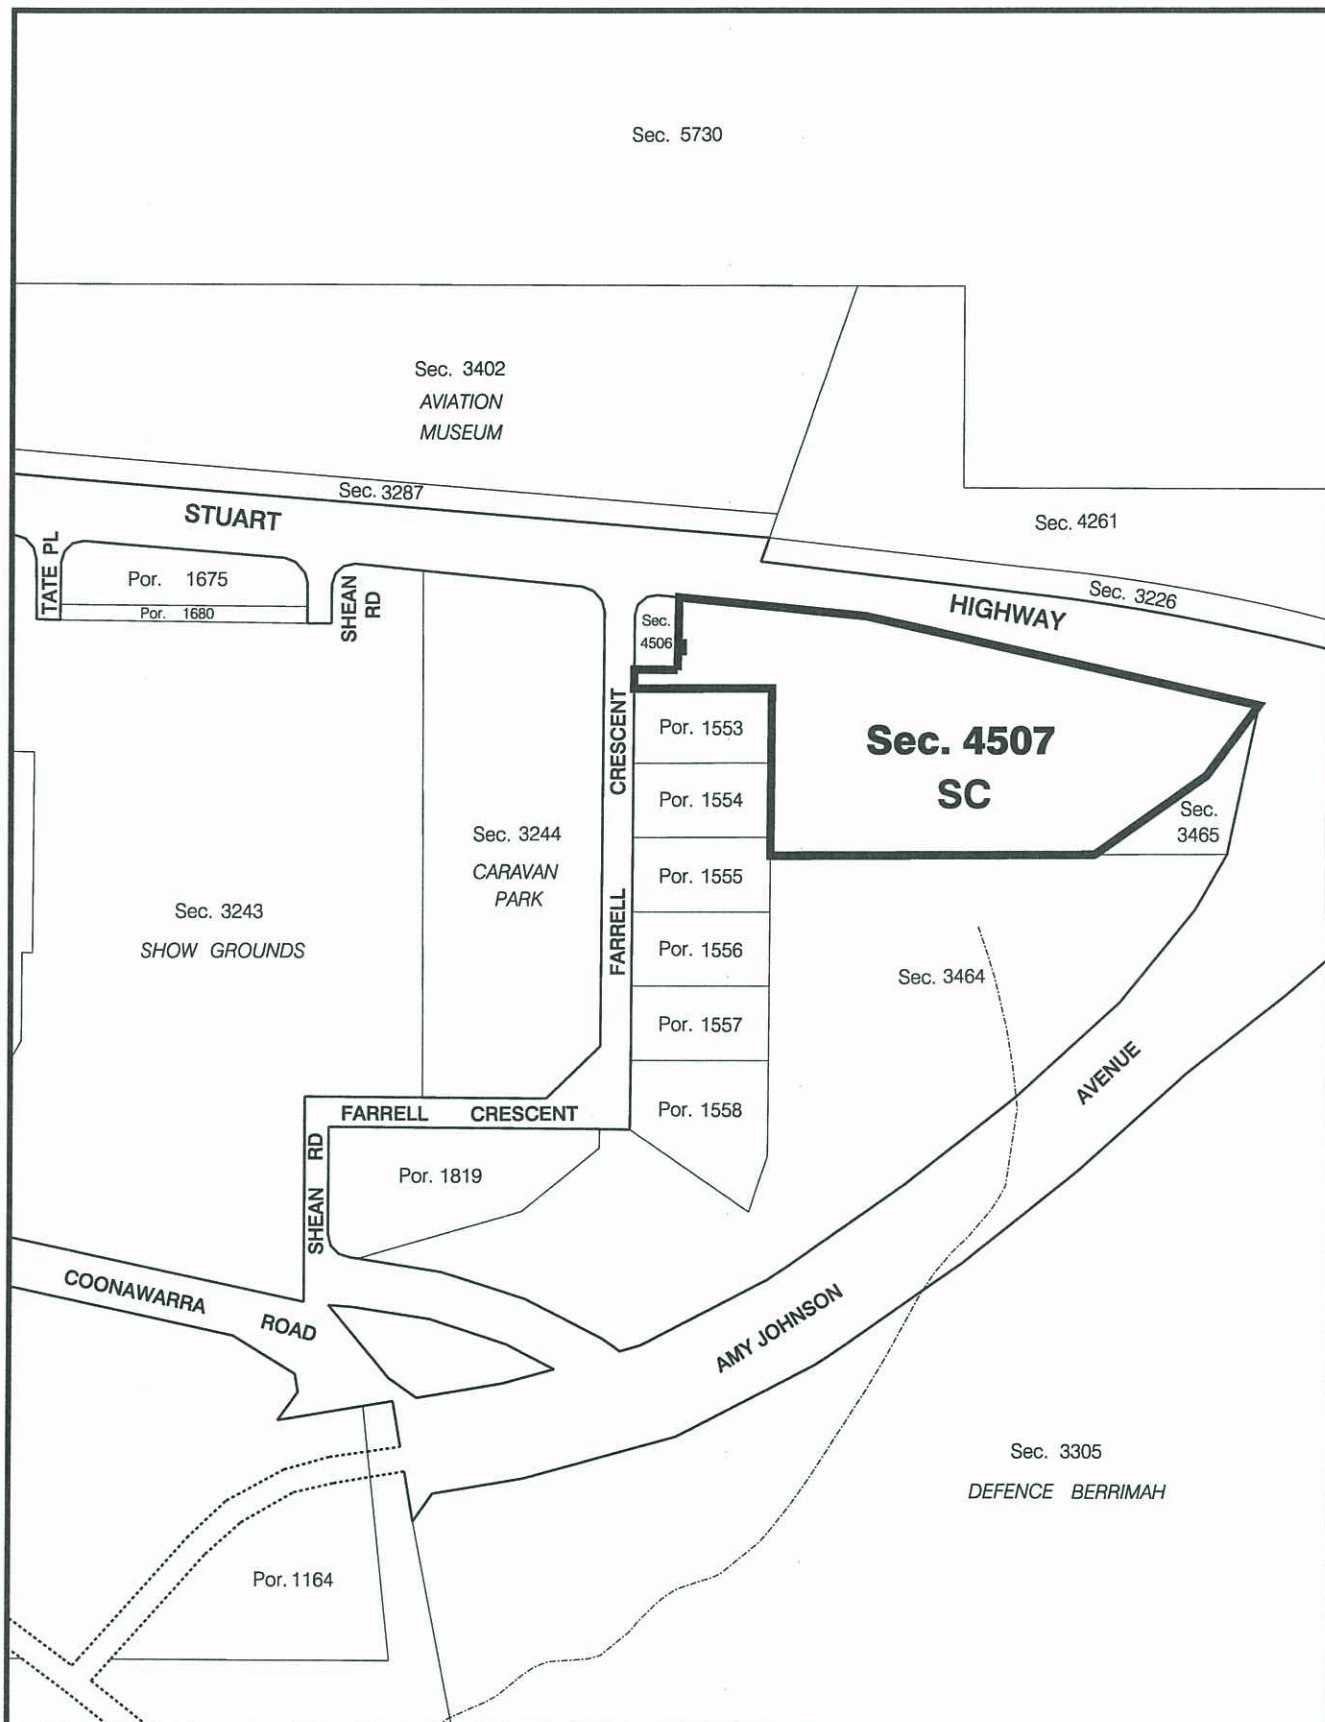 Sec. 5730
Sec. 3402
AVIATION
MUSEUM
Sec. 3287
STUART
Sec. 4261
TATE PL
Por. 1675
Por. 1680
SHEAN
RD
Sec.
4506
HIGHWAY
Sec. 3226
CRESCENT
Por. 1553
Sec. 4507
SC
Por. 1554
Sec.
3465
Sec. 3244
CARAVAN
PARK
Por. 1555
Sec. 3243
SHOW GROUNDS
FARRELL
Por. 1556
Sec. 3464
Por. 1557
AVENUE
FARRELL CRESCENT
Por. 1558
SHEAN RD
Por. 1819
COONAWARRA
ROAD
AMY JOHNSON
Sec. 3305
DEFENCE BERRIMAH
Por. 1164